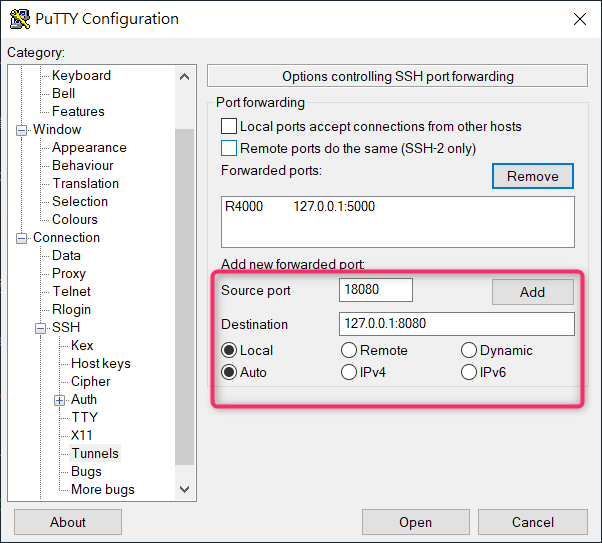 PuTTY Configuration
Category:
Keyboard
Bell
Features
Window
Appearance
Behaviour
Translation
Selection
Colours
Connection
Data
Proxy
Telnet
Rlogin
SSH
Kex
Host keys
Cipher
Auth
TTY
X11
Tunnels
Bugs
More bugs
Options controlling SSH port forwarding
Port forwarding
Local ports accept connections from other hosts
Remote ports do the same (SSH-2 only)
Forwarded ports:
Remove
R4000 127.0.0.1:5000
Add new forwarded port:
Source port 18080 Add
Destination 127.0.0.1:8080
Local Remote Dynamic
Auto IPv4 IPv6
About Open Cancel